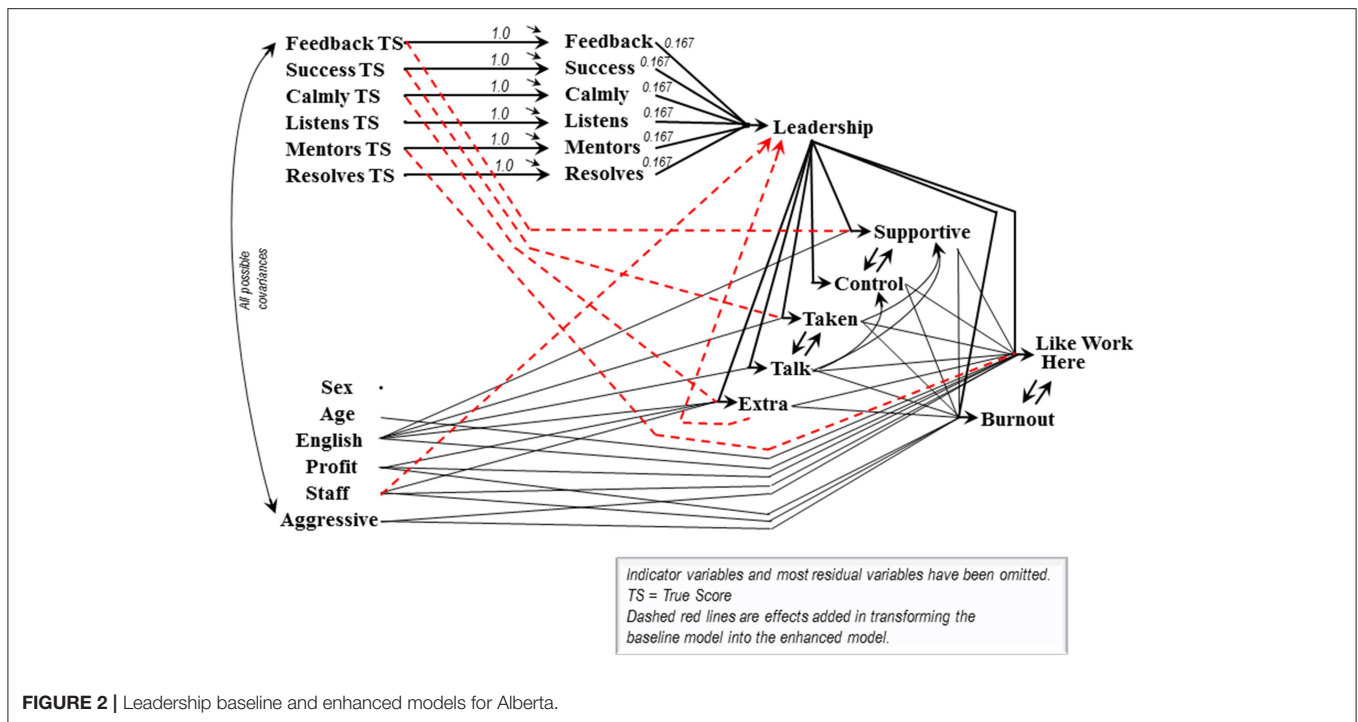 Feedback TS 1.0 Feedback 0.167
Success TS 1.0 Success 0.167
Calmly TS 1.0 Calmly 0.167
Listens TS 1.0 Listens 0.167
Leadership
Mentors TS 1.0 Mentors 0.167
Resolves TS 1.0 Resolves 0.167
All possible
covariances
Supportive
Control
Taken
Like Work
Here
Talk
Sex
Extra
Age
Burnout
English
Profit
Staff
Aggressive
Indicator variables and most residual variables have been omitted.
TS = True Score
Dashed red lines are effects added in transforming the
baseline model into the enhanced model.
FIGURE 2 | Leadership baseline and enhanced models for Alberta.